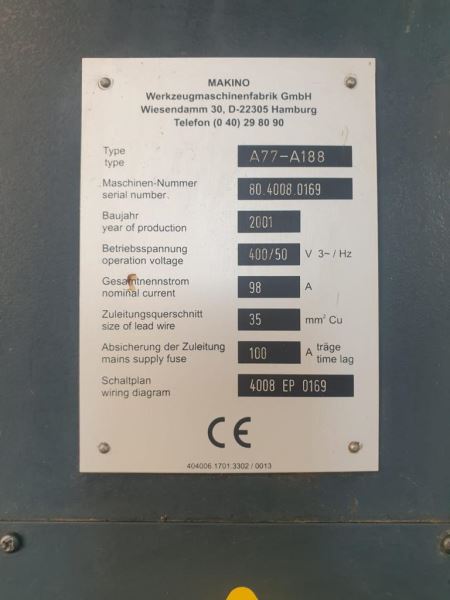 MAKINO
Werkzeugmaschinenfabrik GmbH
Wiesendamm 30, D-22305 Hamburg
Telefon (0 40) 29 80 90
Type
type
A77-A188
Maschinen-Nummer
serial number
80.4008.0169
Baujahr
year of production
2001
Betriebsspannung
operation voltage
400/50 V 3~ / Hz
Gesamtnennstrom
nominal current
98 A
Zuleitungsquerschnitt
size of lead wire
35 mm² Cu
Absicherung der Zuleitung
mains supply fuse
100 A träge
time lag
Schaltplan
wiring diagram
4008 EP 0169
CE
404006.1701.3302 / 0013